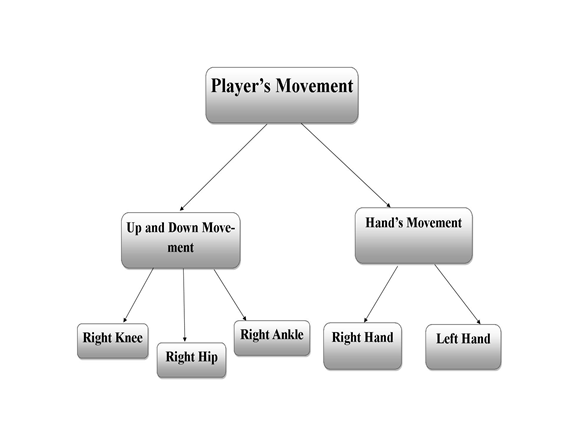 Player's Movement
Up and Down Move-
ment
Hand's Movement
Right Knee
Right Hip
Right Ankle
Right Hand
Left Hand